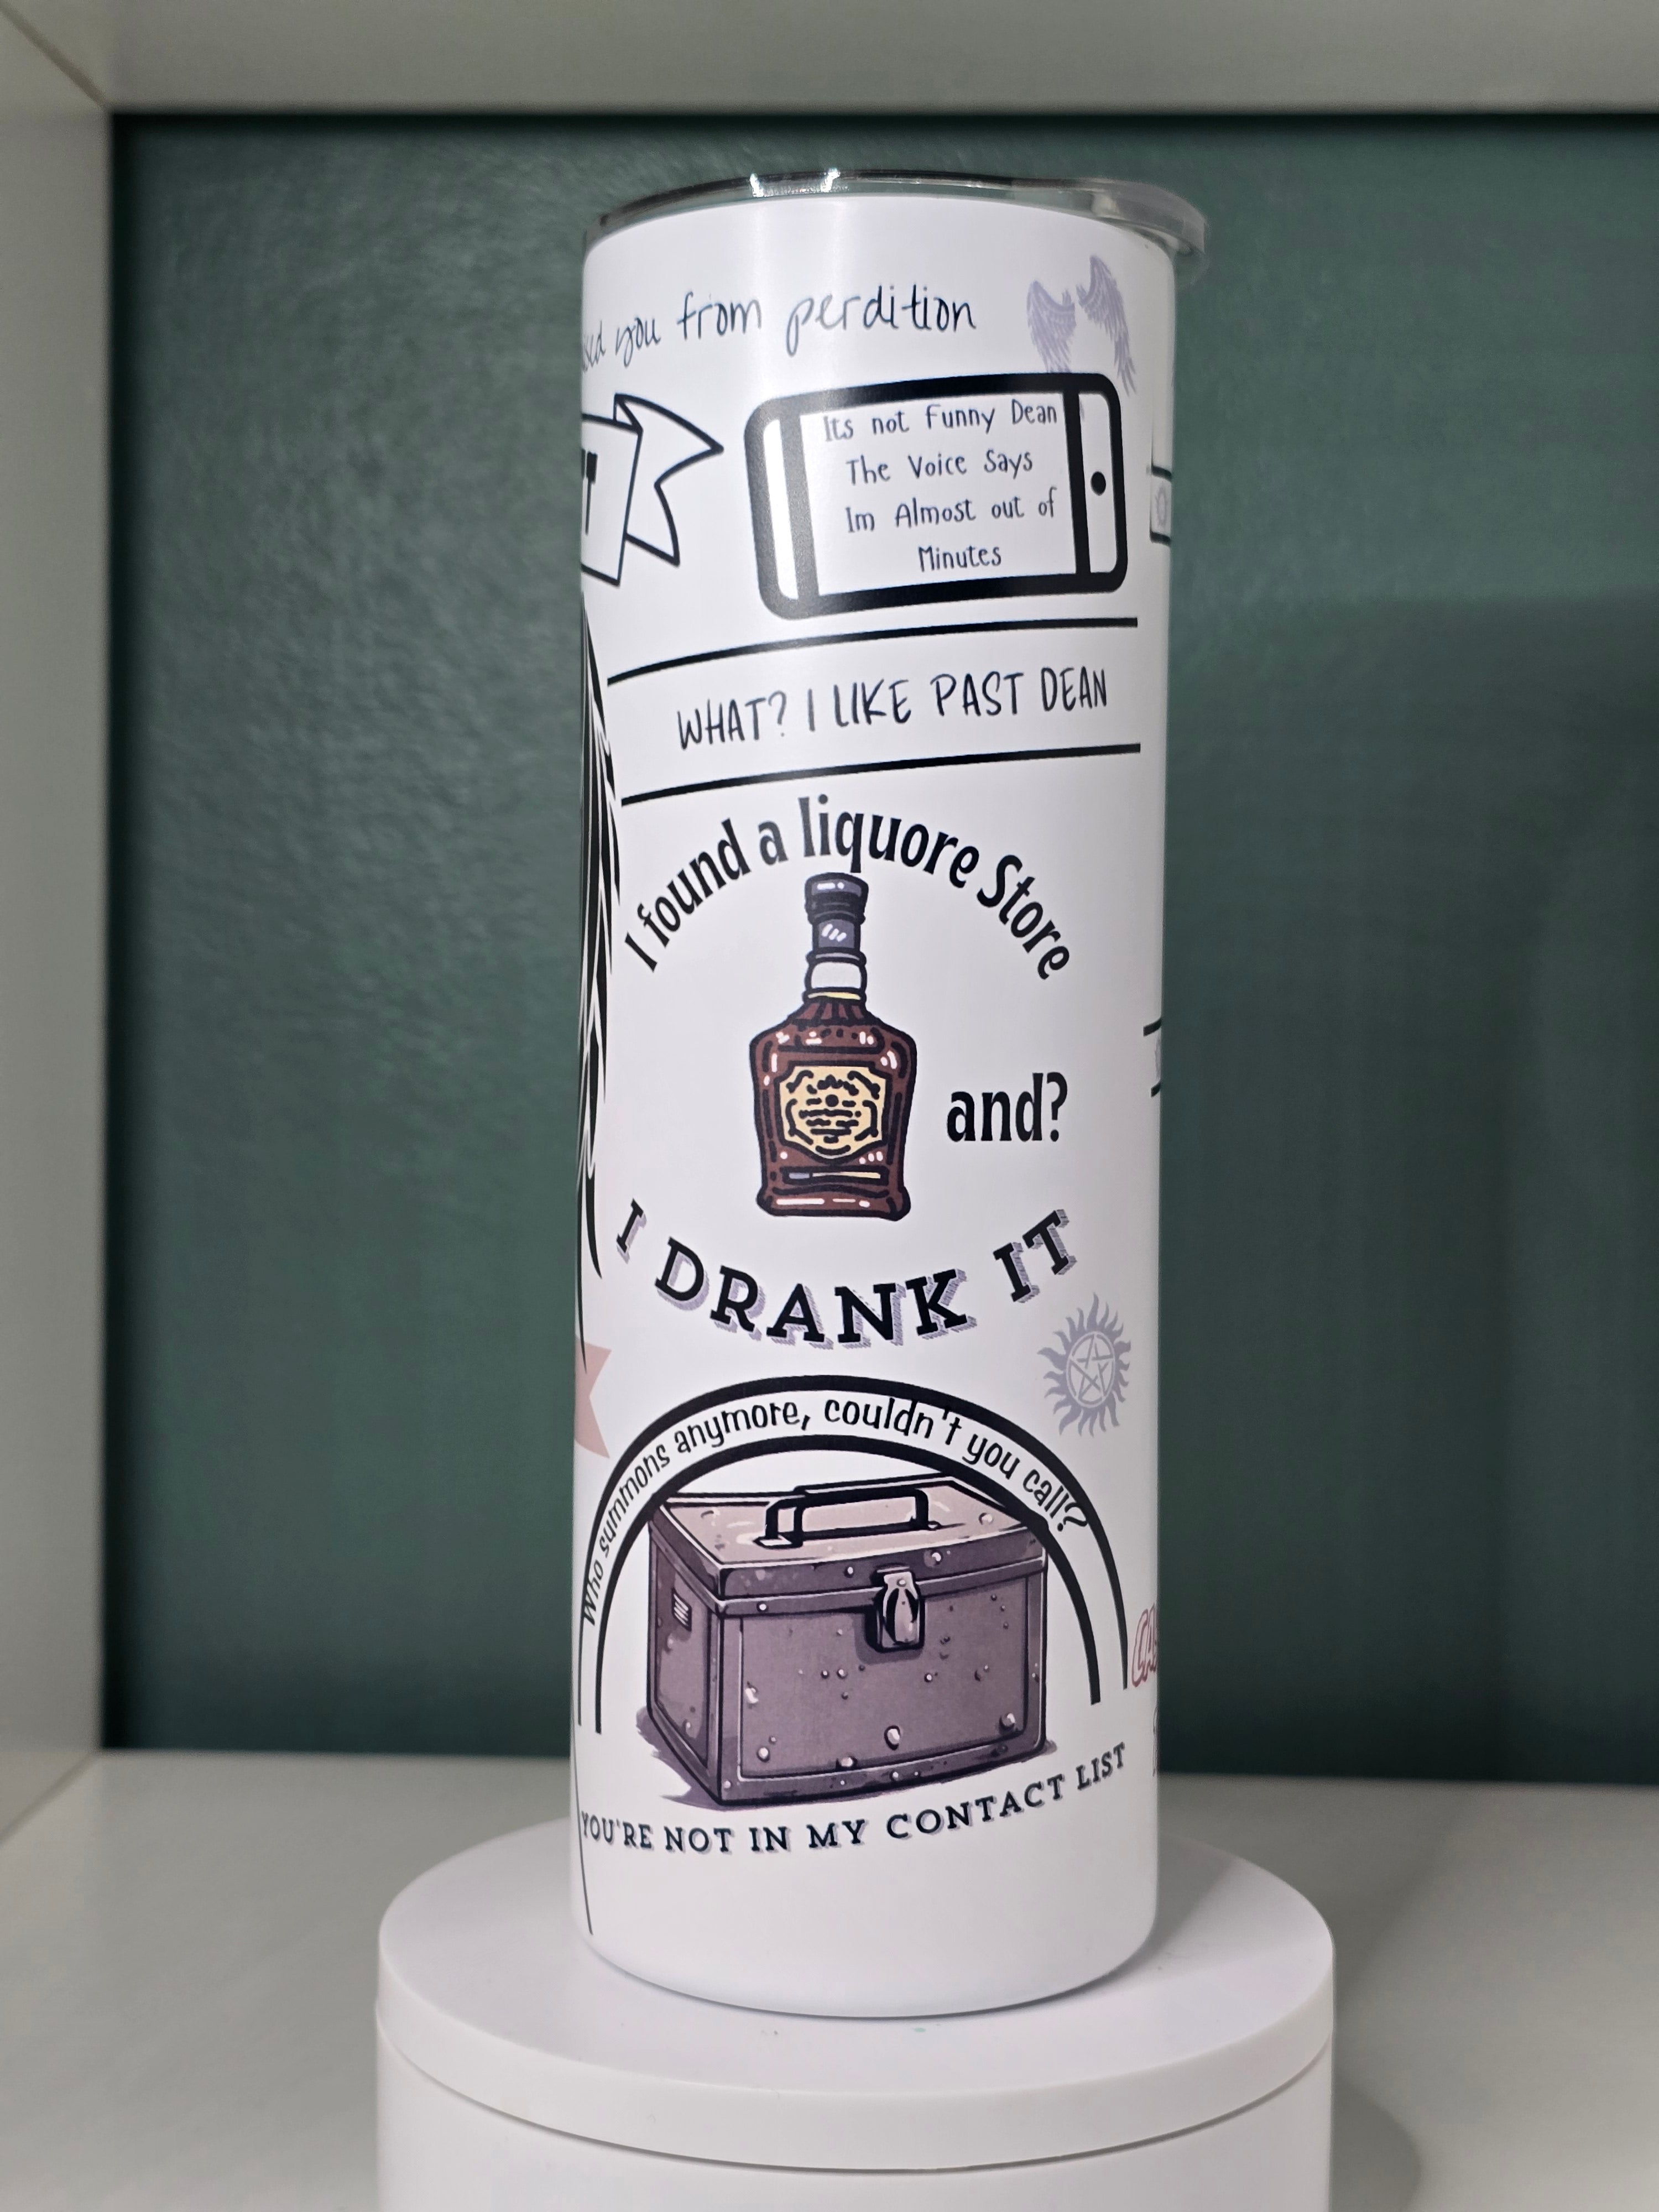 you from perdition
Its not Funny Dean
The Voice Says
Im Almost out of
Minutes
WHAT? I LIKE PAST DEAN
I found a liquore Store
and?
I DRANK IT
Who summons anymore, couldn't you call?
YOU'RE NOT IN MY CONTACT LIST